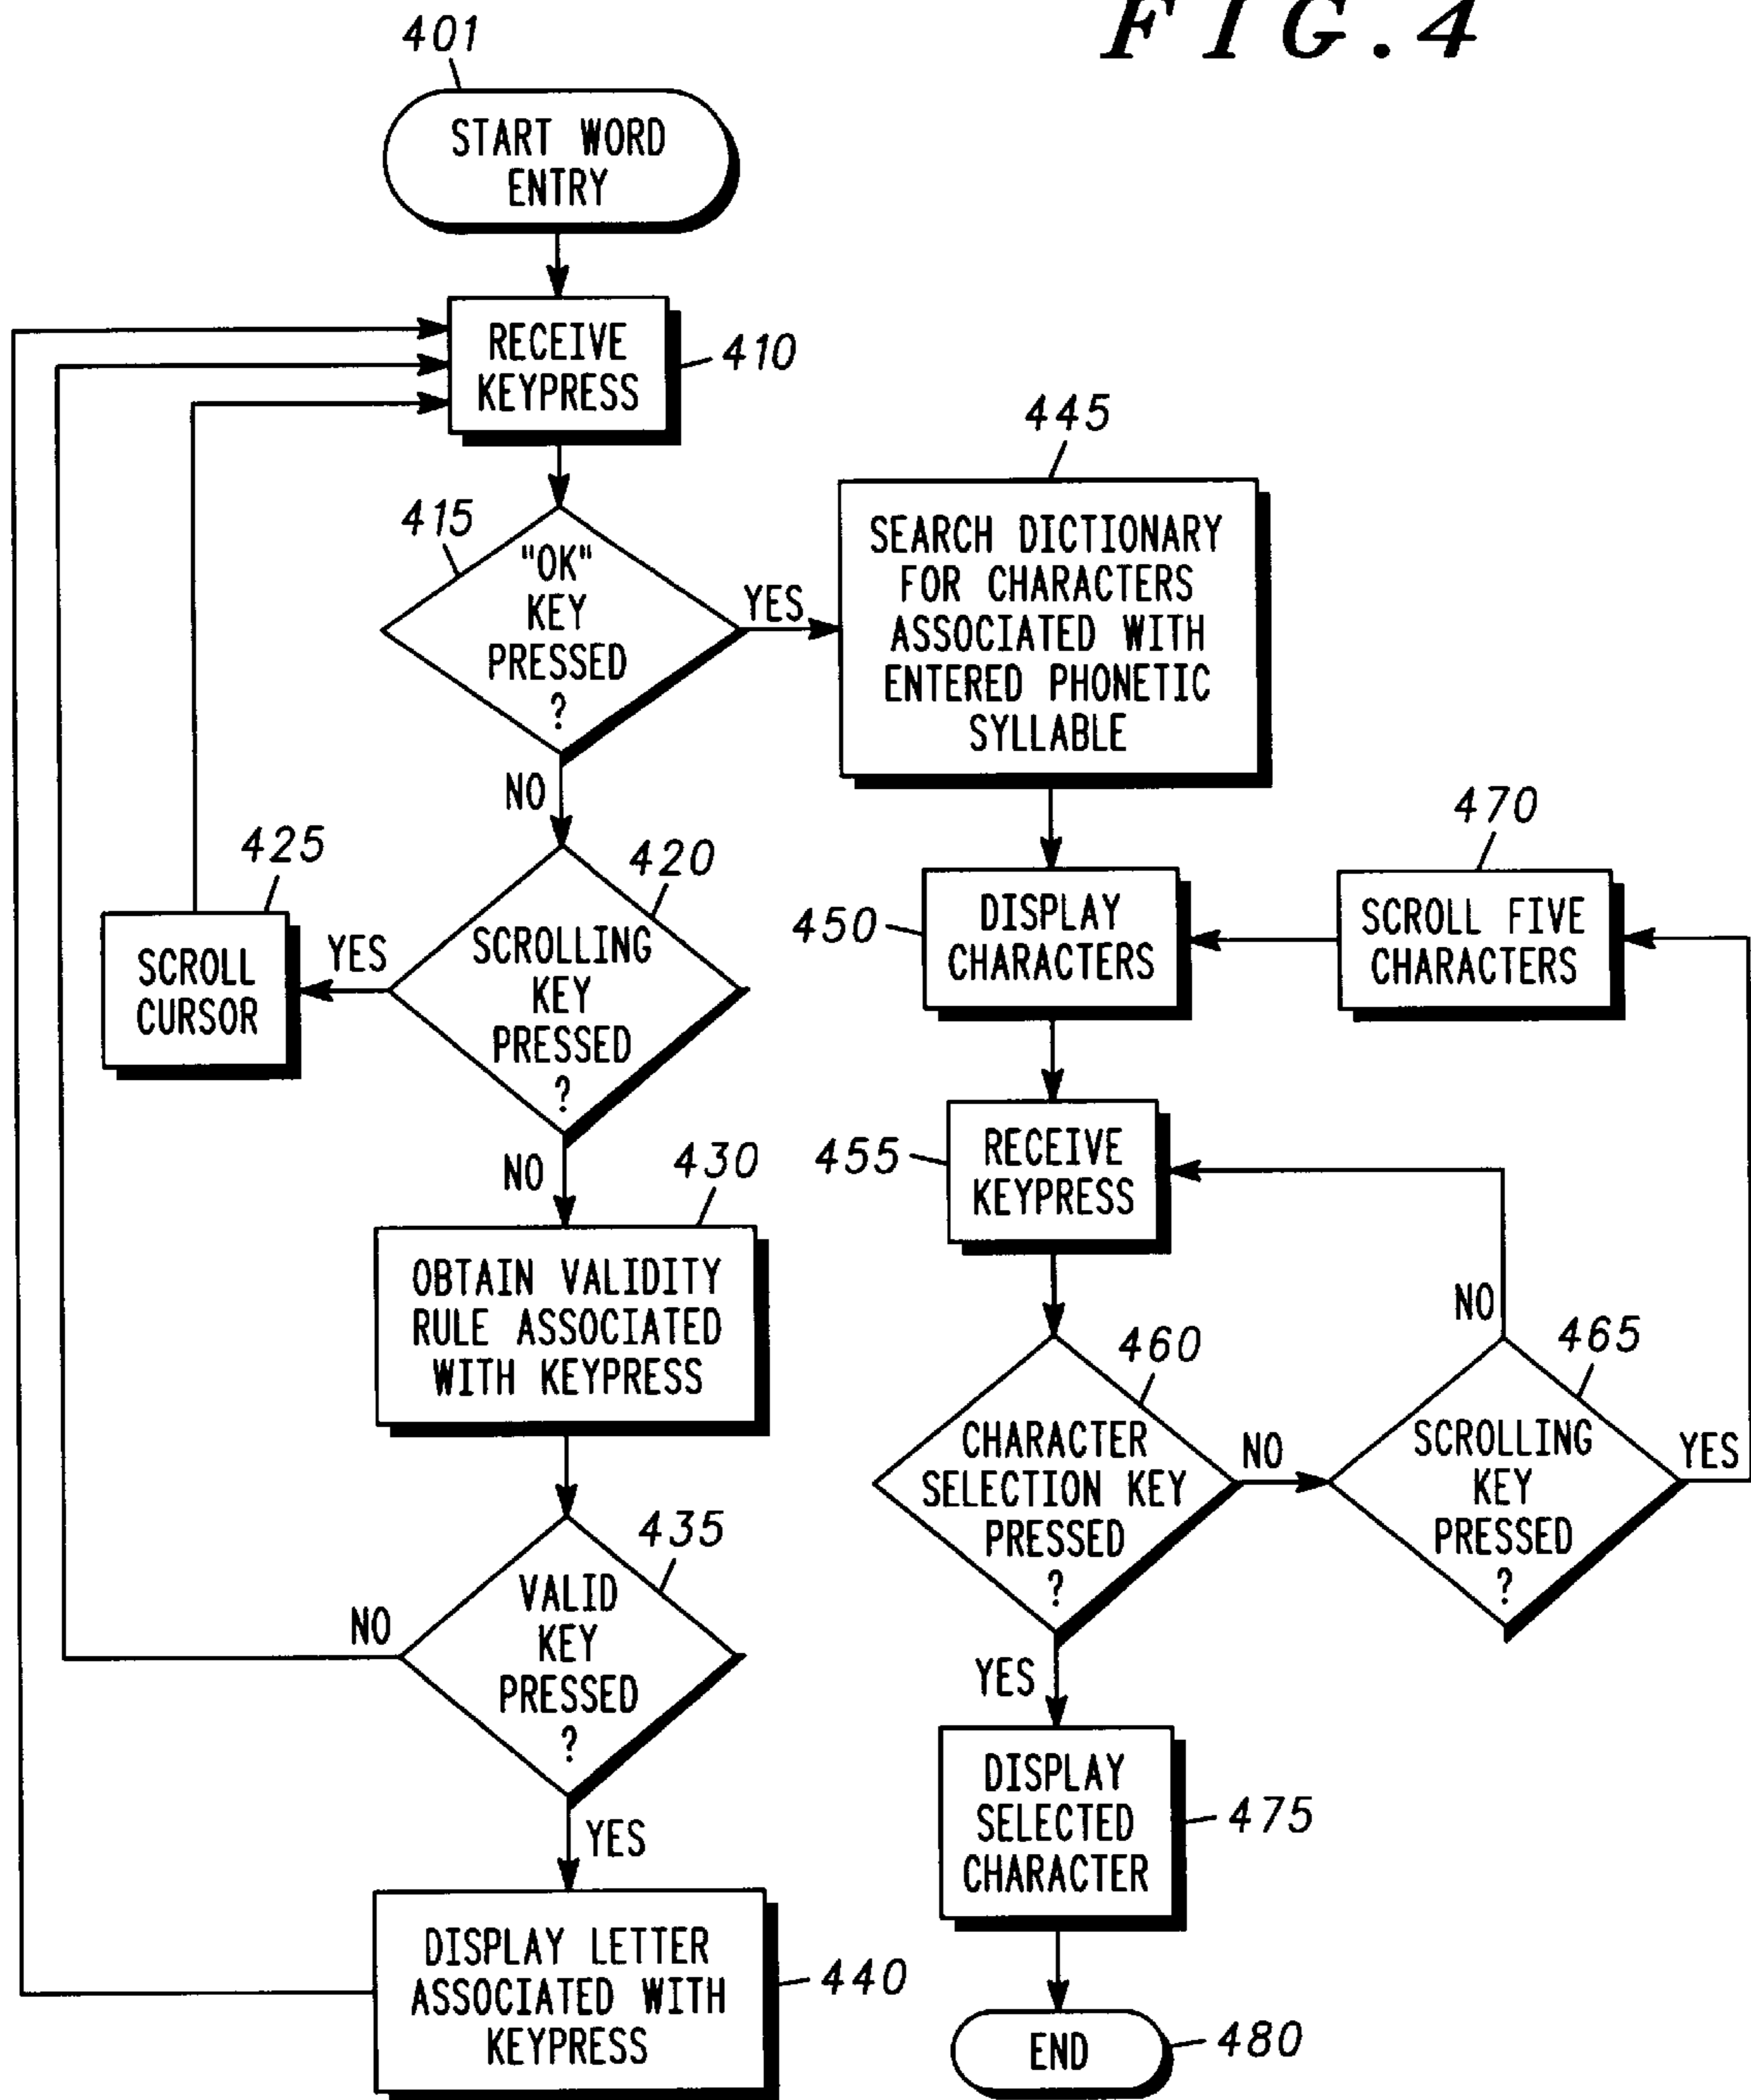 FIG.4
401
START WORD
ENTRY
RECEIVE
KEYPRESS
410
415
"OK"
KEY
PRESSED
?
YES
NO
445
SEARCH DICTIONARY
FOR CHARACTERS
ASSOCIATED WITH
ENTERED PHONETIC
SYLLABLE
425
SCROLL
CURSOR
YES
420
SCROLLING
KEY
PRESSED
?
NO
450
DISPLAY
CHARACTERS
470
SCROLL FIVE
CHARACTERS
430
OBTAIN VALIDITY
RULE ASSOCIATED
WITH KEYPRESS
455
RECEIVE
KEYPRESS
435
VALID
KEY
PRESSED
?
NO
YES
460
CHARACTER
SELECTION KEY
PRESSED
?
NO
YES
465
SCROLLING
KEY
PRESSED
?
NO
YES
DISPLAY LETTER
ASSOCIATED WITH
KEYPRESS
440
DISPLAY
SELECTED
CHARACTER
475
END
480